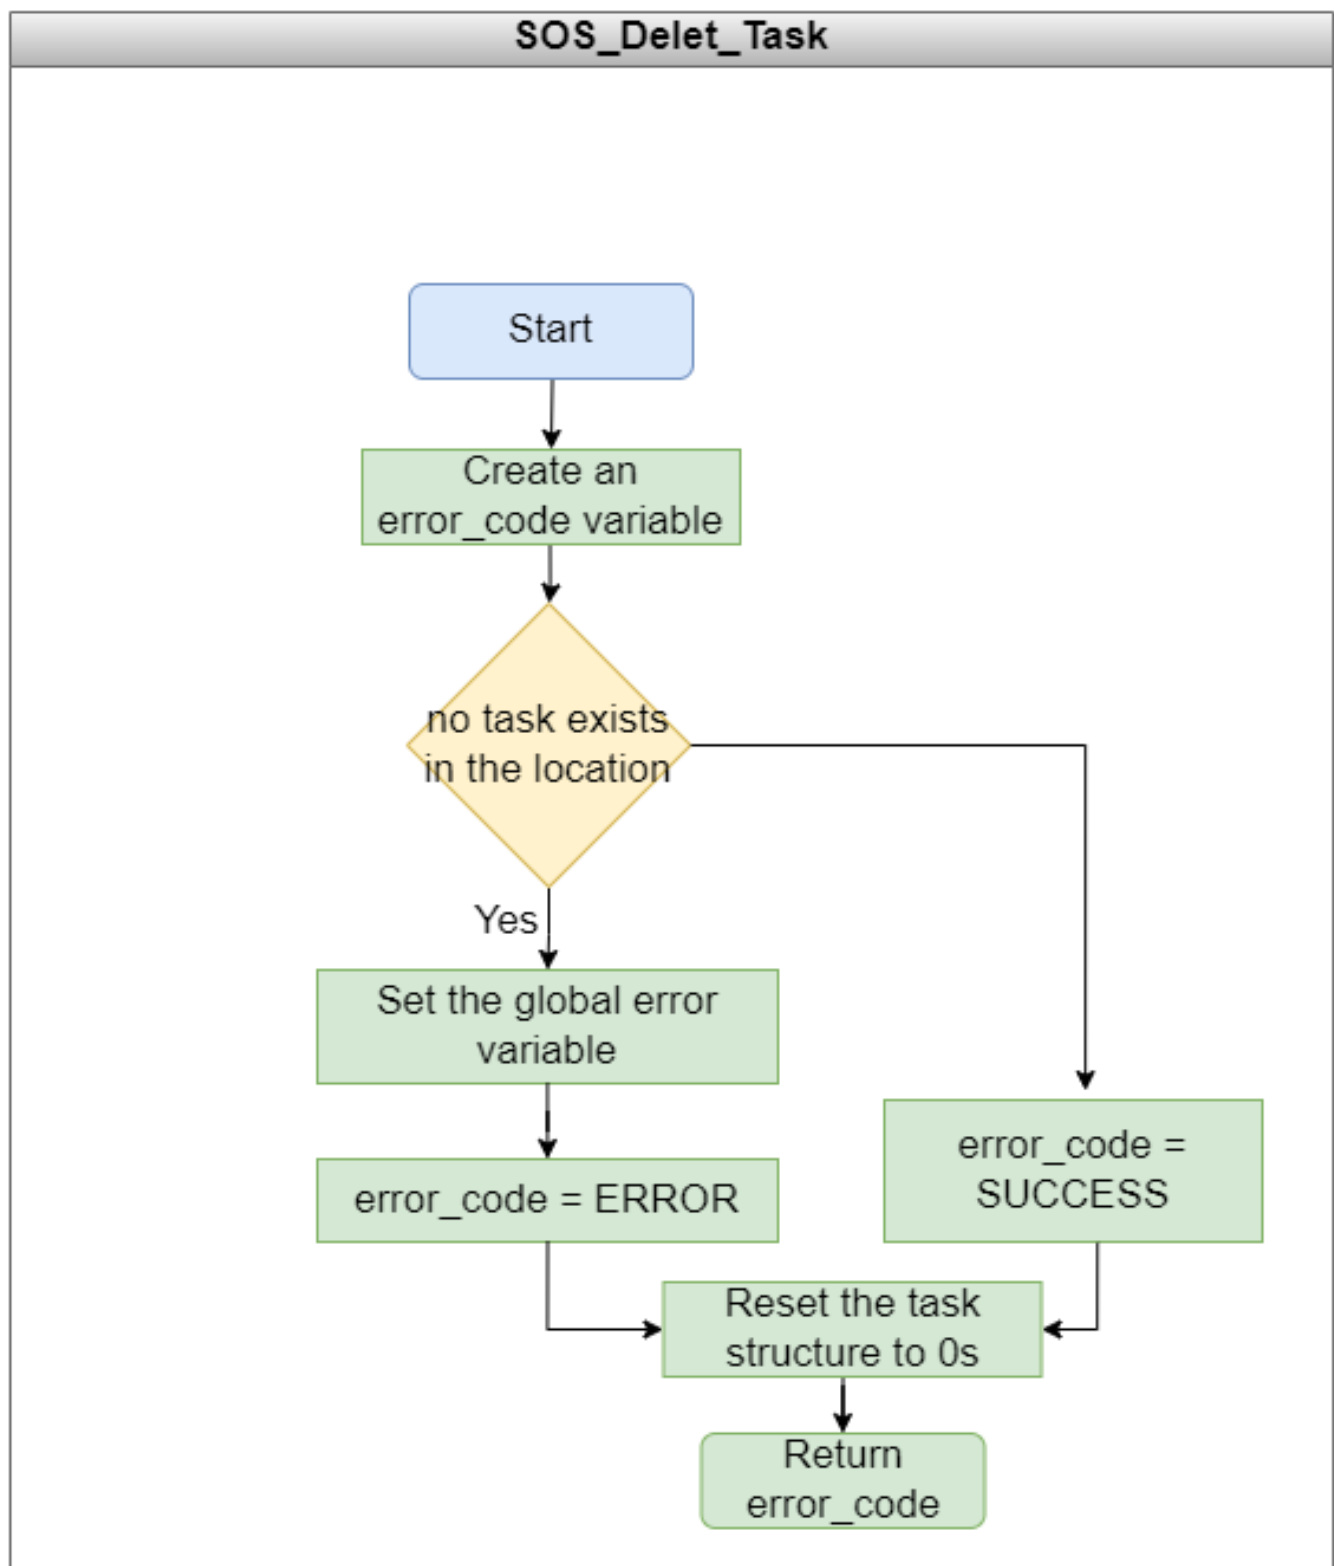 SOS_Delet_Task
Start
Create an
error_code variable
no task exists
in the location
Yes
Set the global error
variable
error_code = ERROR
error_code =
SUCCESS
Reset the task
structure to 0s
Return
error_code